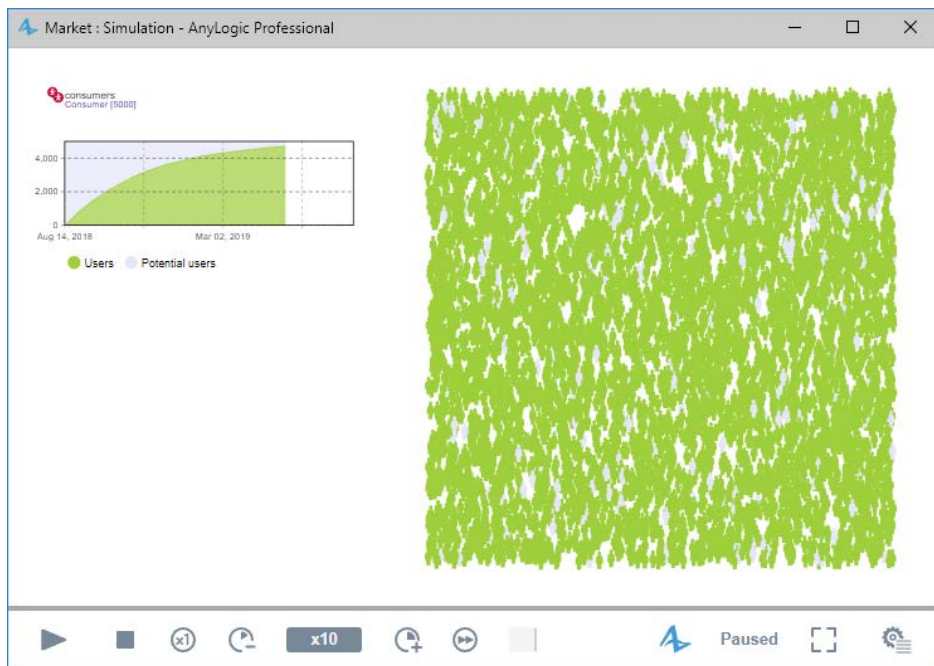 Market : Simulation - AnyLogic Professional
consumers
Consumer [5000]
4,000
2,000
0
Aug 14, 2018 Mar 02, 2019
Users Potential users
x1 x10 Paused